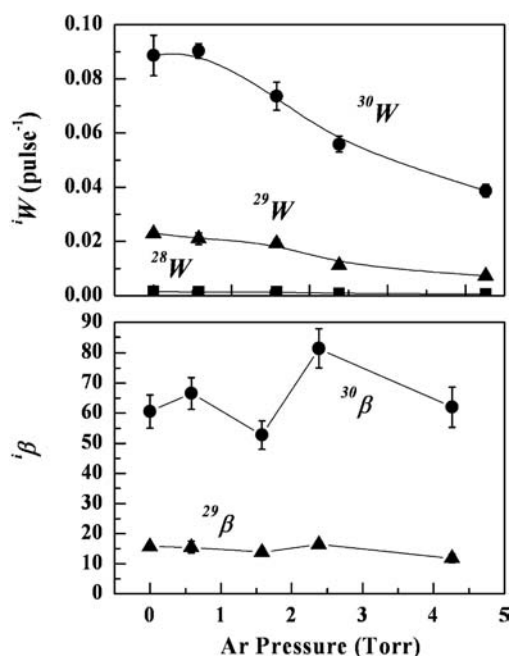 0.10
0.08
0.06
0.04
0.02
0.00
ⁱW (pulse⁻¹)
³⁰W
²⁹W
²⁸W
90
80
70
60
50
40
30
20
10
0
ⁱβ
³⁰β
²⁹β
0 1 2 3 4 5
Ar Pressure (Torr)